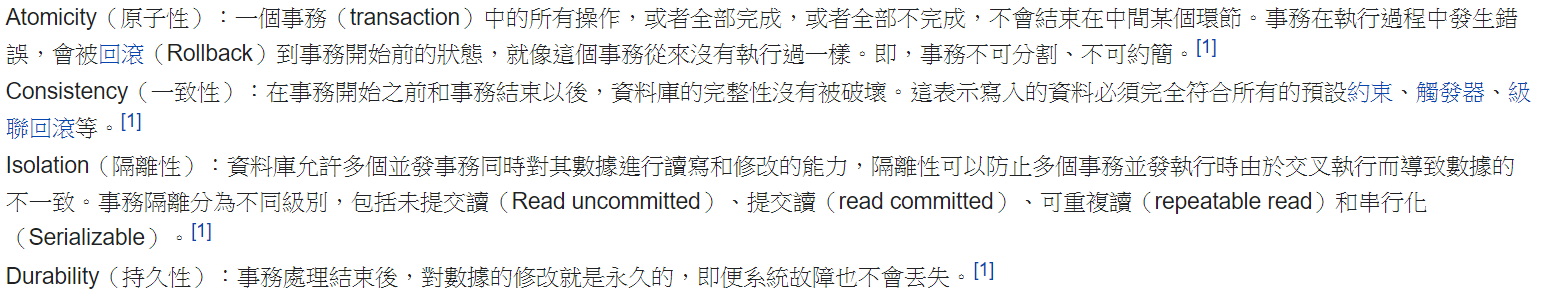 Atomicity（原子性）：一個事務（transaction）中的所有操作，或者全部完成，或者全部不完成，不會結束在中間某個環節。事務在執行過程中發生錯
誤，會被回滾（Rollback）到事務開始前的狀態，就像這個事務從來沒有執行過一樣。即，事務不可分割、不可約簡。[1]
Consistency（一致性）：在事務開始之前和事務結束以後，資料庫的完整性沒有被破壞。這表示寫入的資料必須完全符合所有的預設約束、觸發器、級
聯回滾等。[1]
Isolation（隔離性）：資料庫允許多個並發事務同時對其數據進行讀寫和修改的能力，隔離性可以防止多個事務並發執行時由於交叉執行而導致數據的
不一致。事務隔離分為不同級別，包括未提交讀（Read uncommitted）、提交讀（read committed）、可重複讀（repeatable read）和串行化
（Serializable）。[1]
Durability（持久性）：事務處理結束後，對數據的修改就是永久的，即便系統故障也不會丟失。[1]